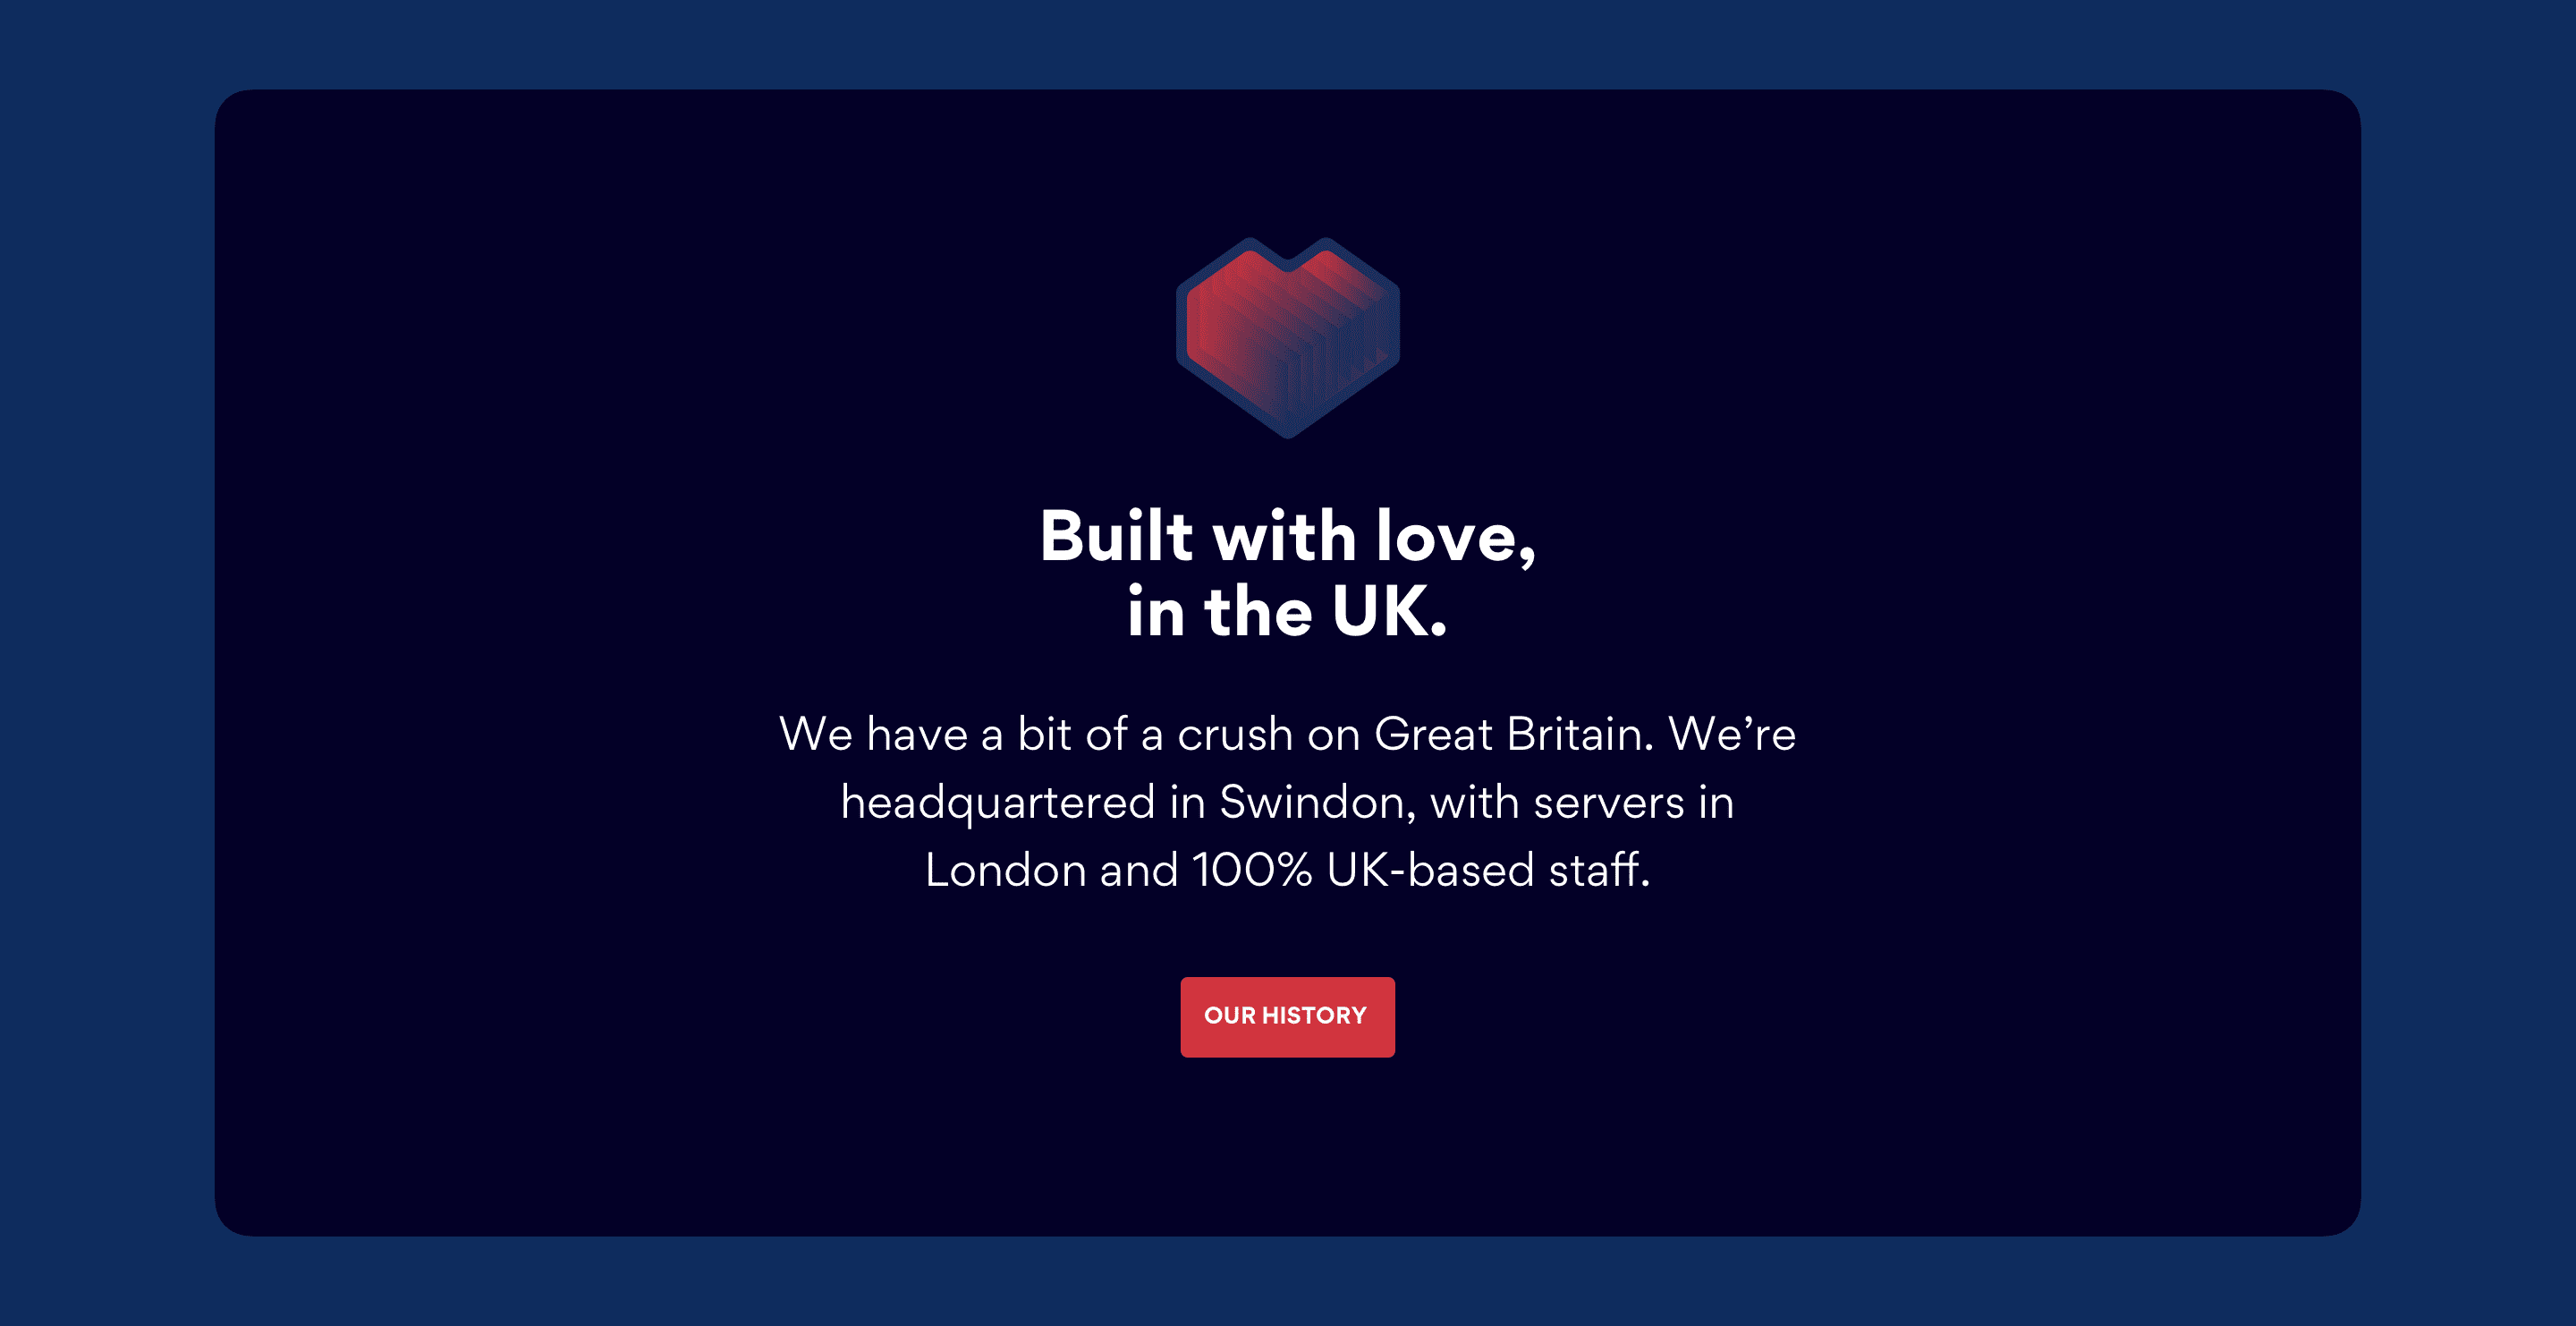 Built with love,
in the UK.
We have a bit of a crush on Great Britain. We’re
headquartered in Swindon, with servers in
London and 100% UK-based staff.
OUR HISTORY